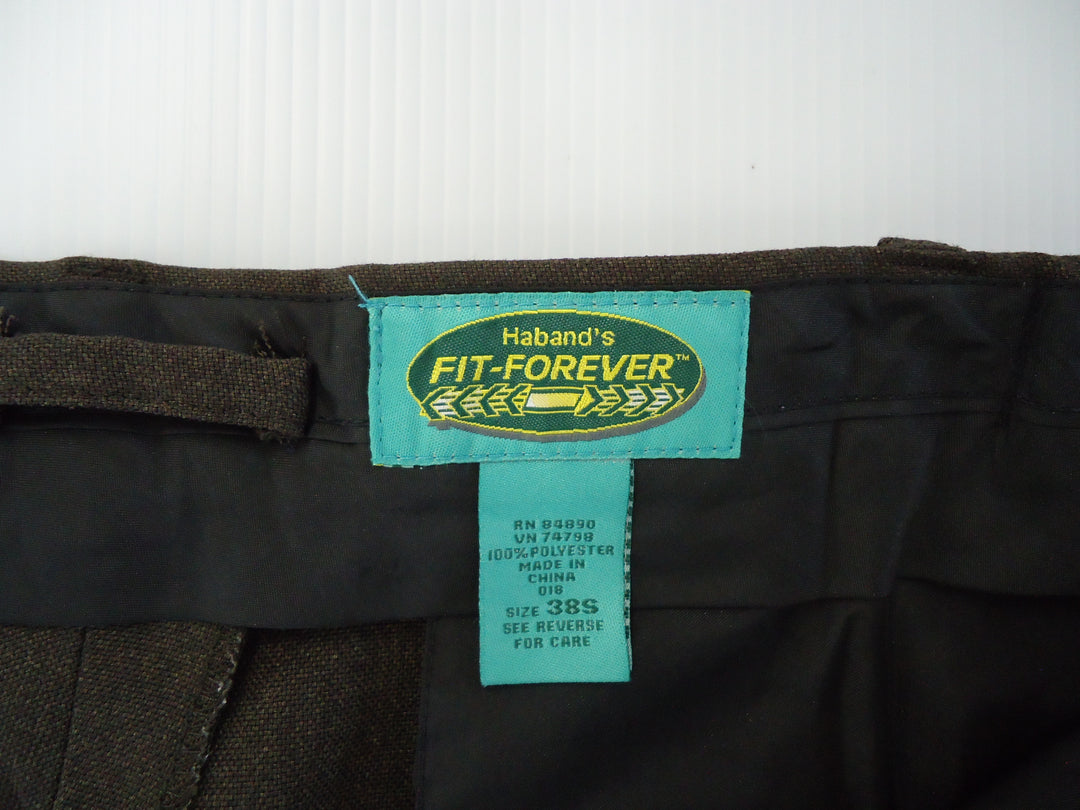 Haband's
FIT-FOREVER™
RN 84890
VN 74798
100% POLYESTER
MADE IN
CHINA
018
SIZE 38S
SEE REVERSE
FOR CARE